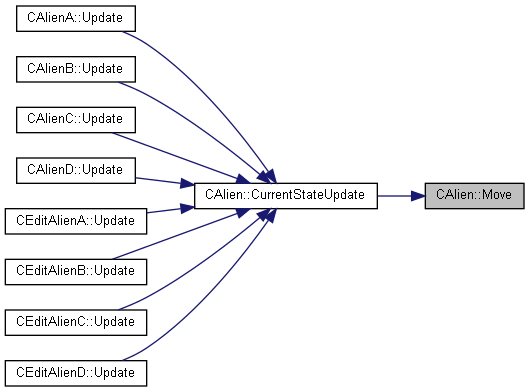 CAlienA::Update
CAlienB::Update
CAlienC::Update
CAlienD::Update
CAlien::CurrentStateUpdate
CAlien::Move
CEditAlienA::Update
CEditAlienB::Update
CEditAlienC::Update
CEditAlienD::Update